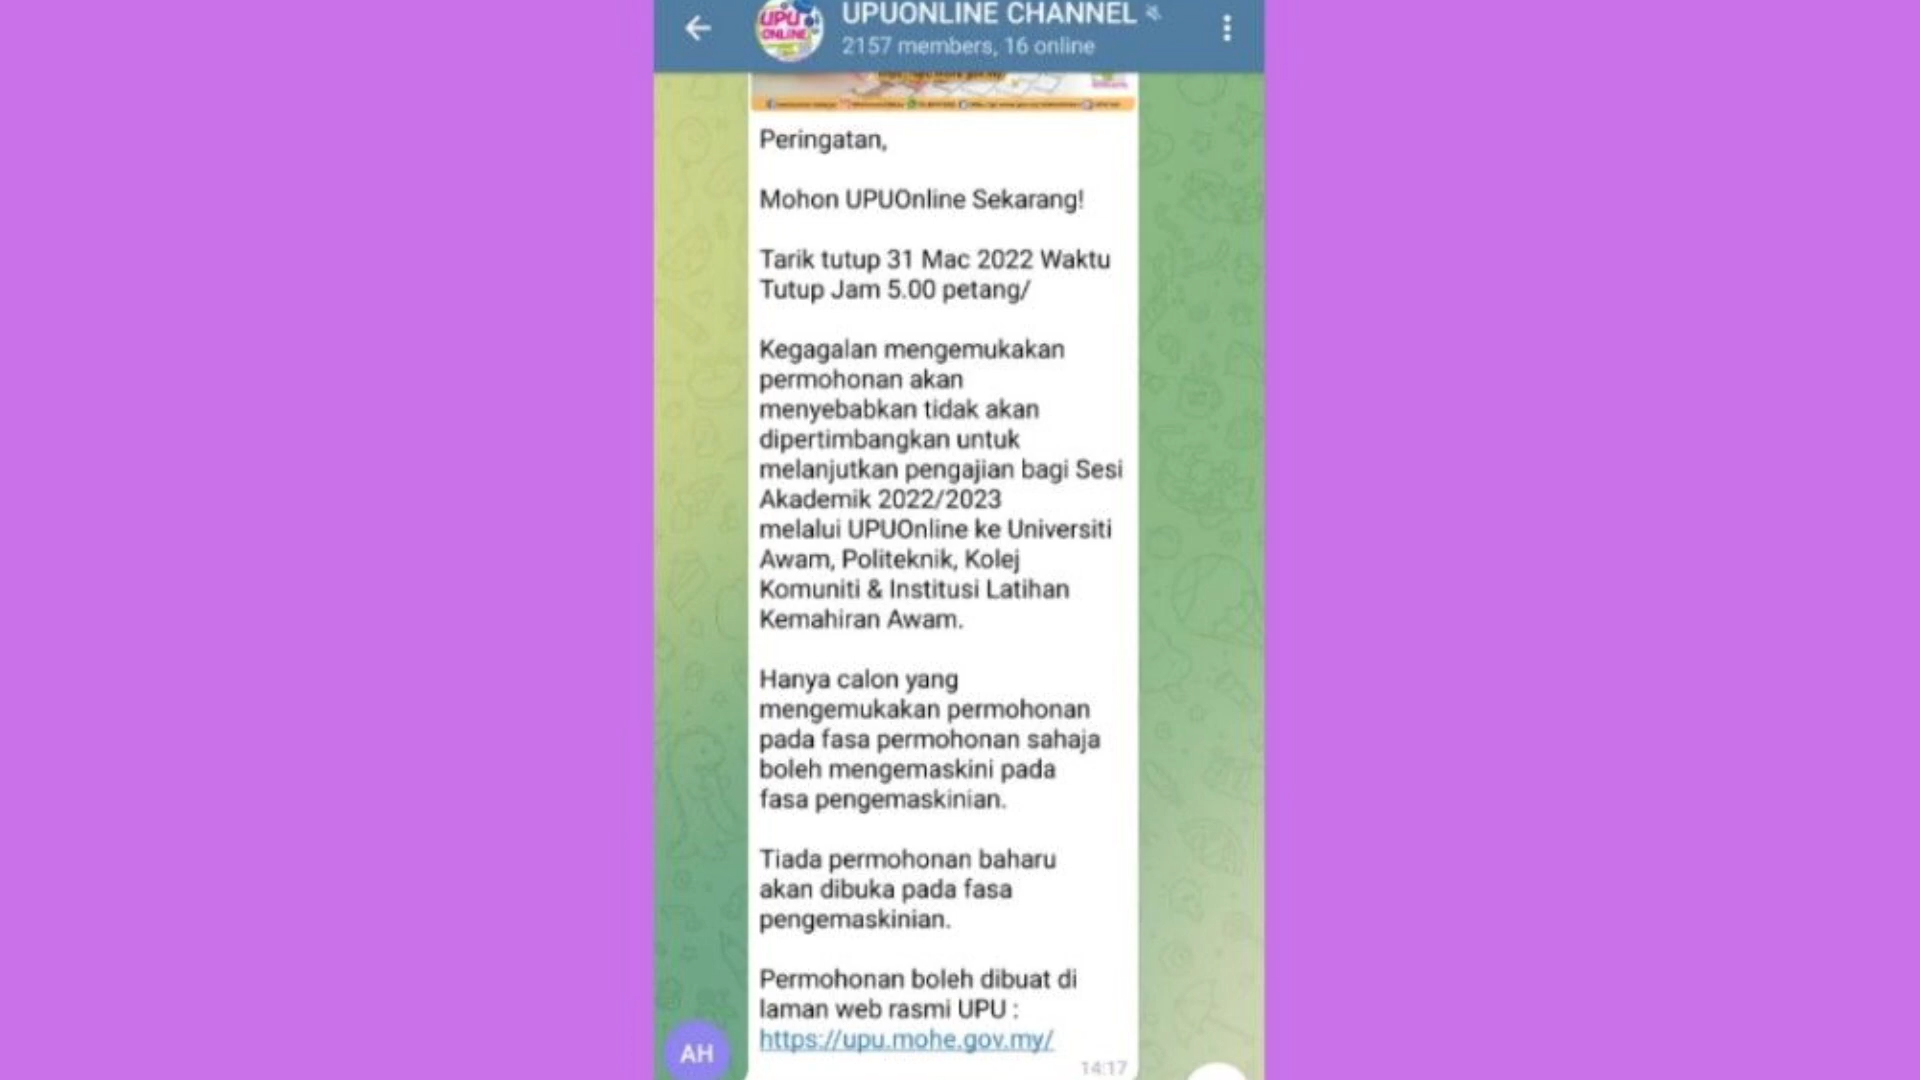 UPUONLINE CHANNEL
2157 members, 16 online
UPU
ONLINE
Peringatan,
Mohon UPUOnline Sekarang!
Tarik tutup 31 Mac 2022 Waktu
Tutup Jam 5.00 petang/
Kegagalan mengemukakan
permohonan akan
menyebabkan tidak akan
dipertimbangkan untuk
melanjutkan pengajian bagi Sesi
Akademik 2022/2023
melalui UPUOnline ke Universiti
Awam, Politeknik, Kolej
Komuniti & Institusi Latihan
Kemahiran Awam.
Hanya calon yang
mengemukakan permohonan
pada fasa permohonan sahaja
boleh mengemaskini pada
fasa pengemaskinian.
Tiada permohonan baharu
akan dibuka pada fasa
pengemaskinian.
Permohonan boleh dibuat di
laman web rasmi UPU :
https://upu.mohe.gov.my/
AH
14:17